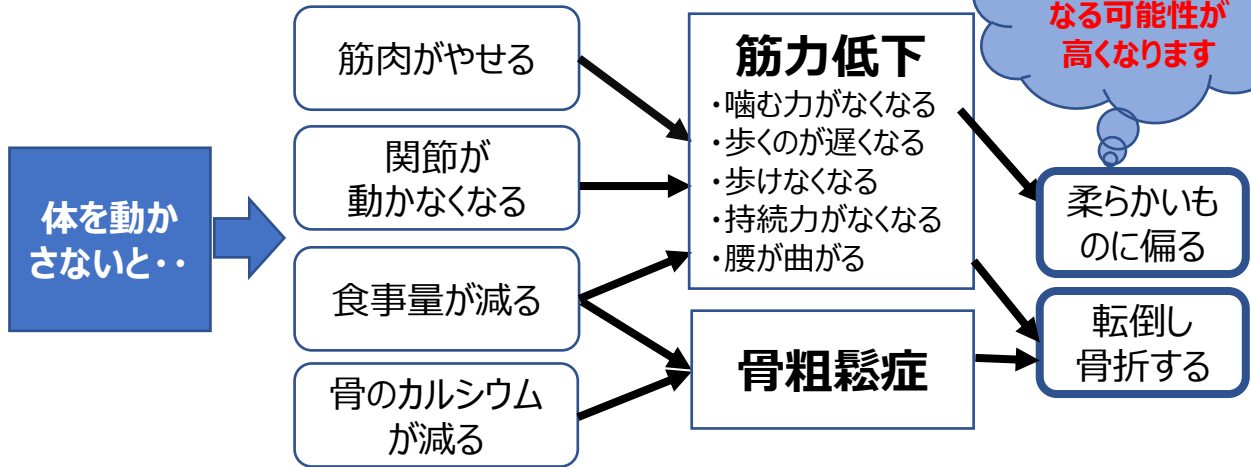 体を動か
さないと・・
筋肉がやせる
関節が
動かなくなる
食事量が減る
骨のカルシウム
が減る
筋力低下
・噛む力がなくなる
・歩くのが遅くなる
・歩けなくなる
・持続力がなくなる
・腰が曲がる
骨粗鬆症
なる可能性が
高くなります
柔らかいも
のに偏る
転倒し
骨折する